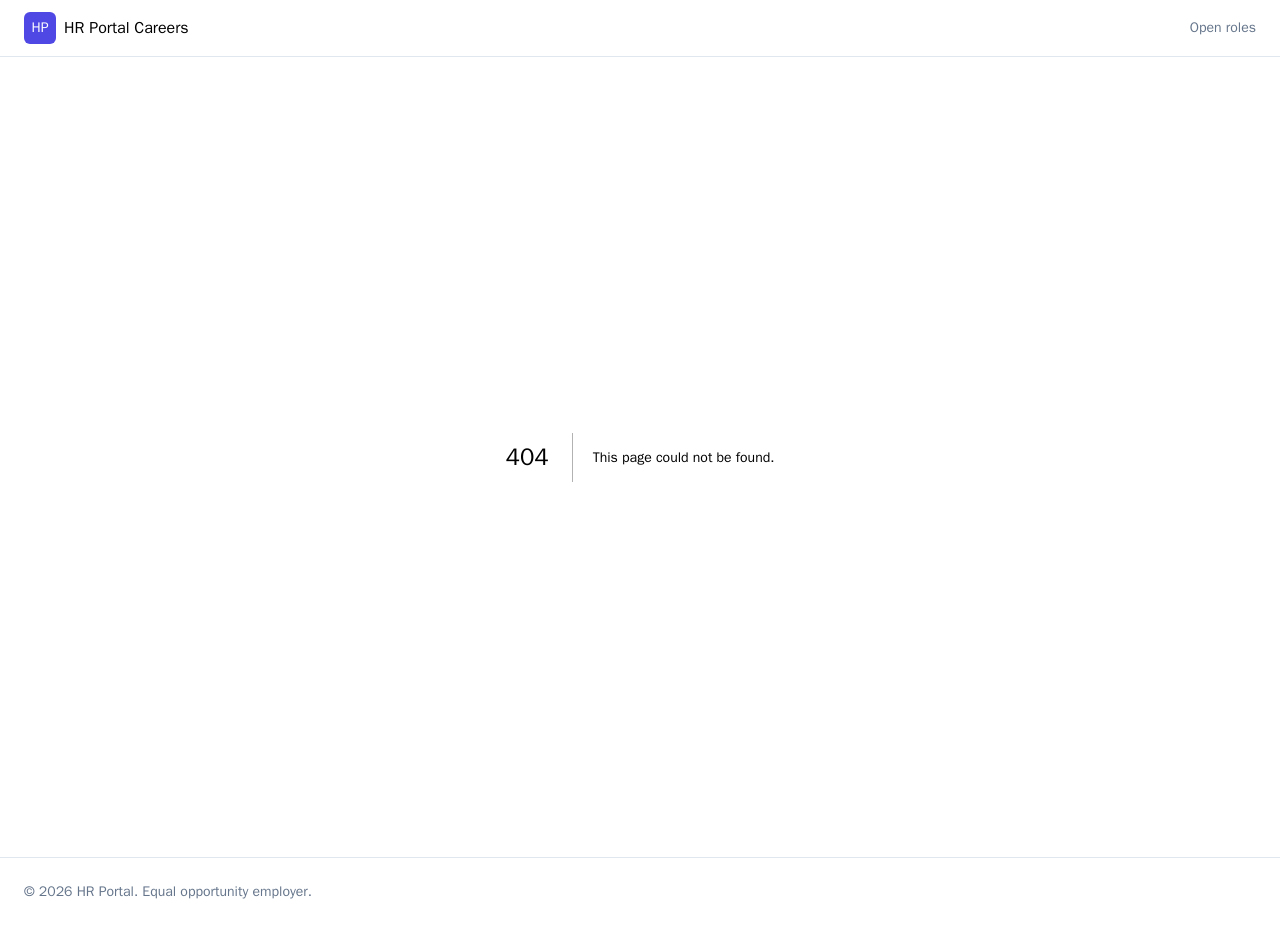 HP HR Portal Careers Open roles
404 This page could not be found.
© 2026 HR Portal. Equal opportunity employer.